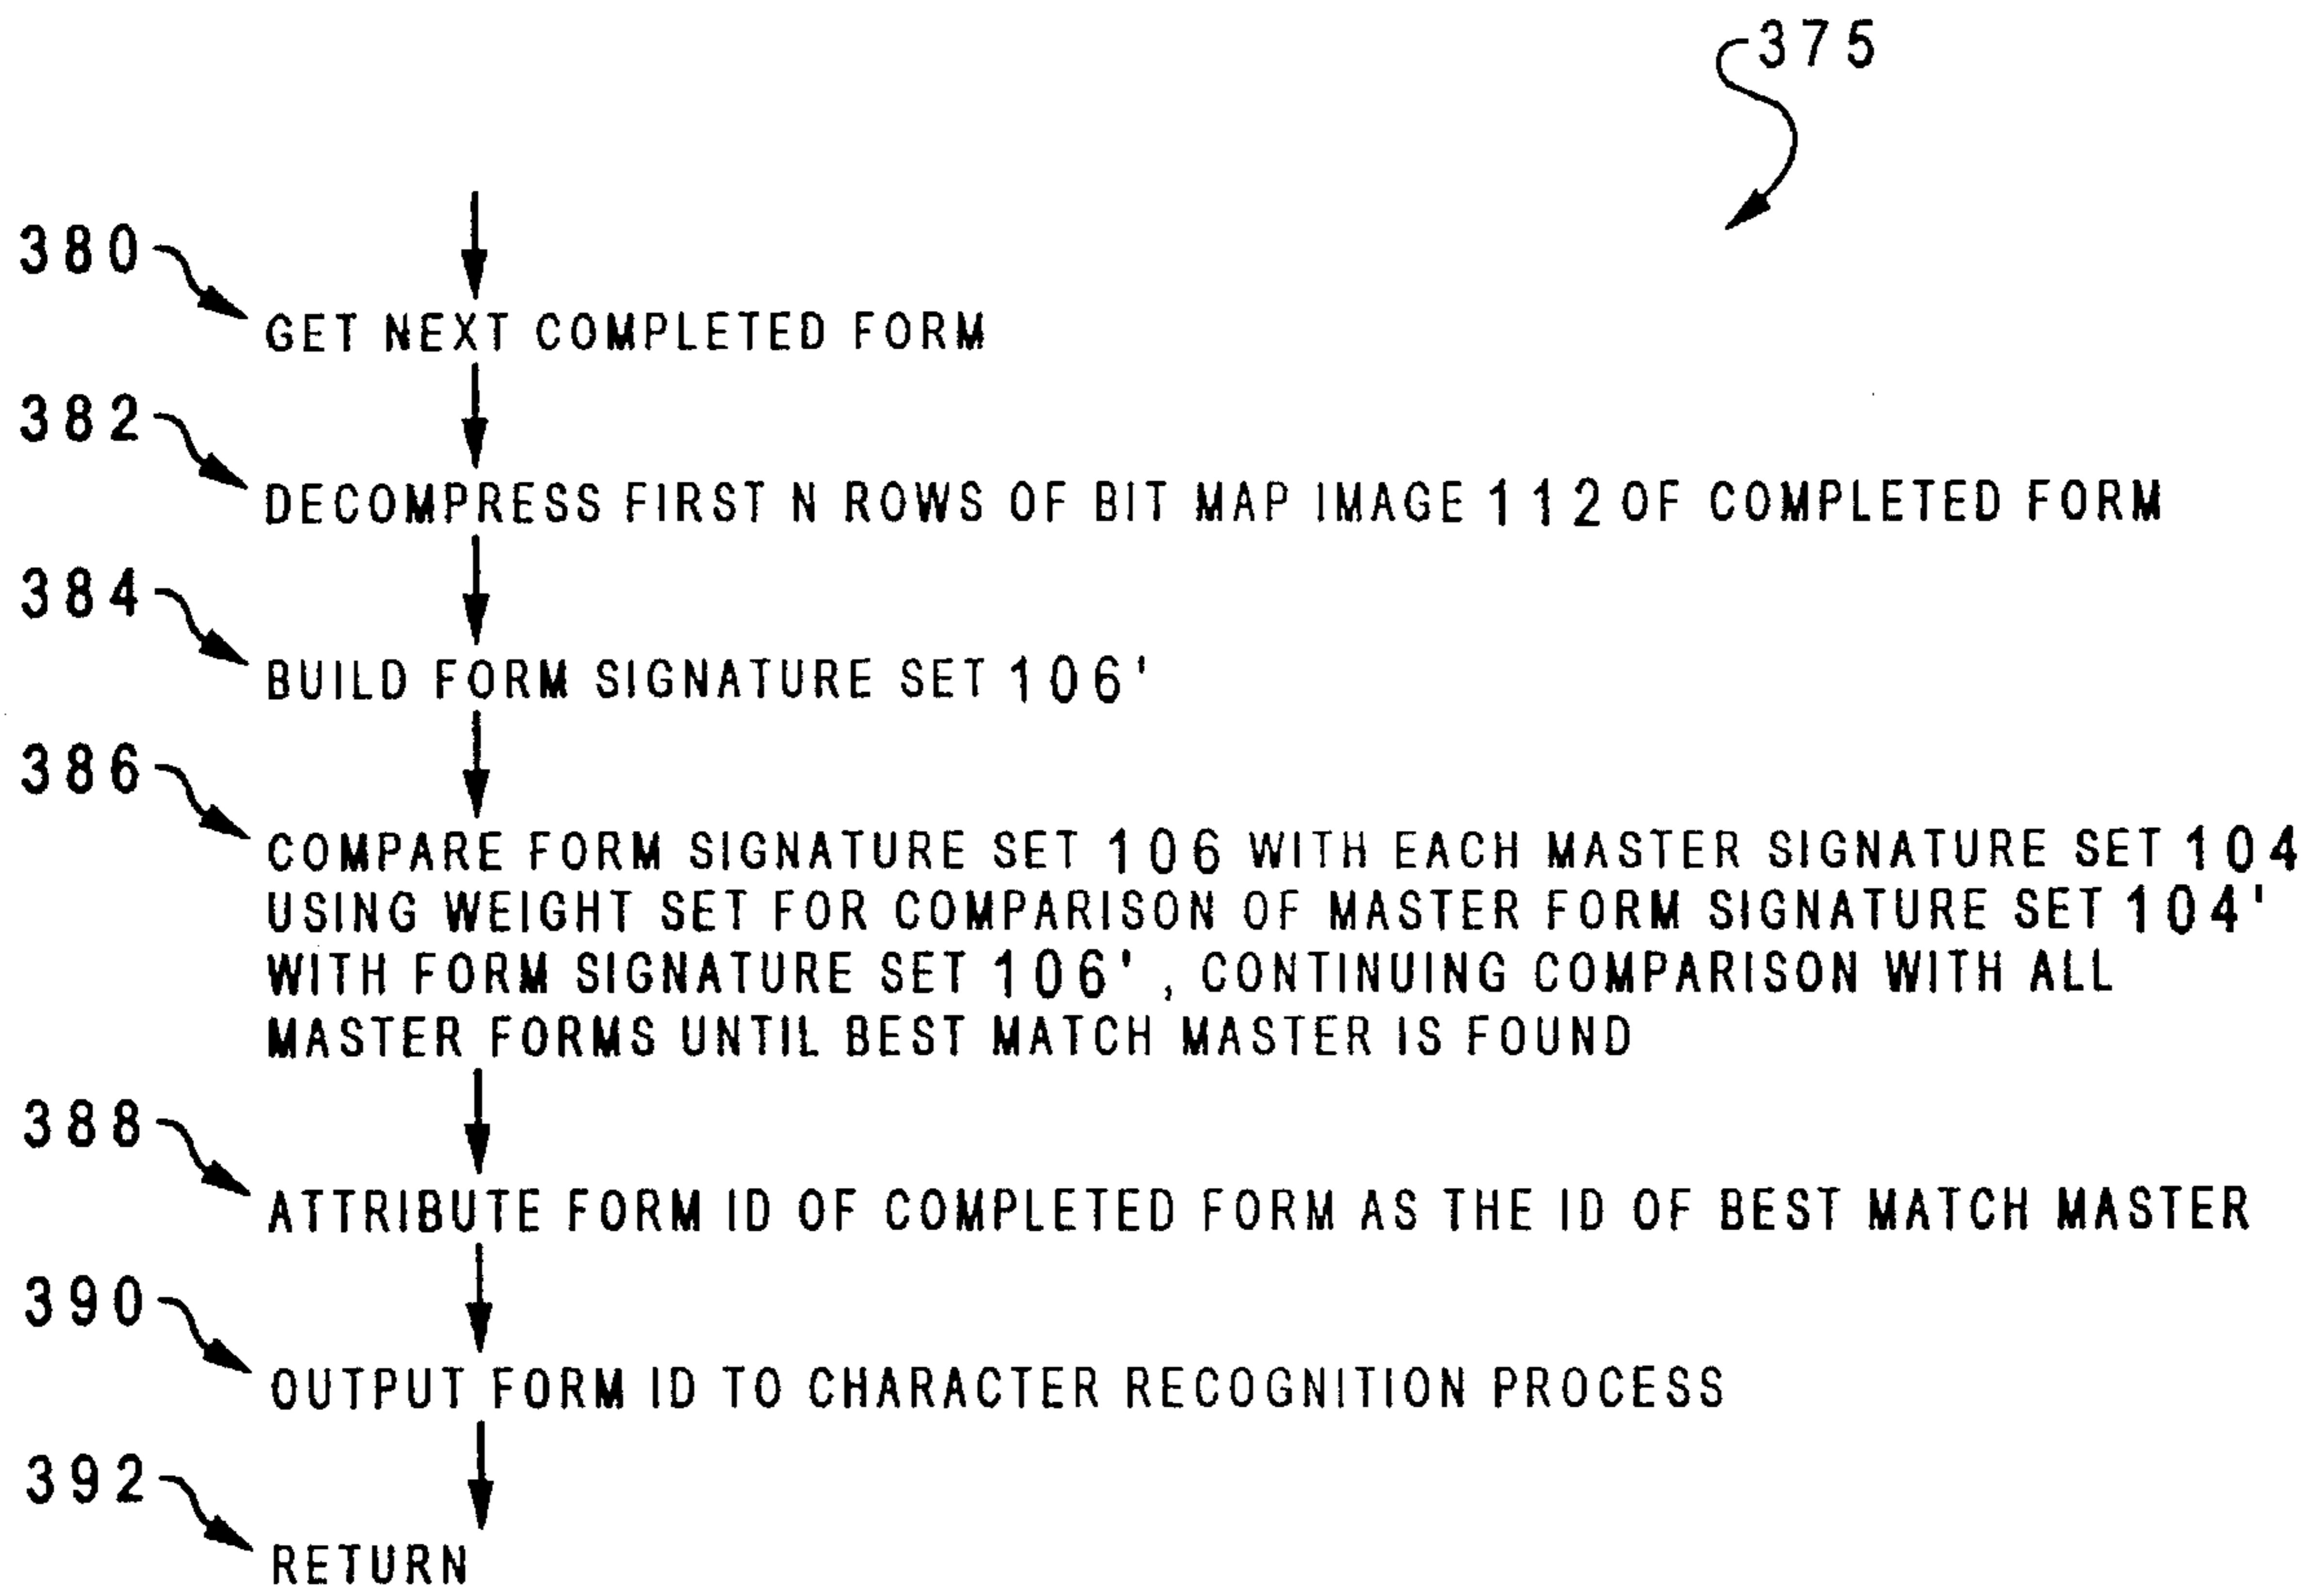 375
380
GET NEXT COMPLETED FORM
382
DECOMPRESS FIRST N ROWS OF BIT MAP IMAGE 112 OF COMPLETED FORM
384
BUILD FORM SIGNATURE SET 106'
386
COMPARE FORM SIGNATURE SET 106 WITH EACH MASTER SIGNATURE SET 104
USING WEIGHT SET FOR COMPARISON OF MASTER FORM SIGNATURE SET 104'
WITH FORM SIGNATURE SET 106', CONTINUING COMPARISON WITH ALL
MASTER FORMS UNTIL BEST MATCH MASTER IS FOUND
388
ATTRIBUTE FORM ID OF COMPLETED FORM AS THE ID OF BEST MATCH MASTER
390
OUTPUT FORM ID TO CHARACTER RECOGNITION PROCESS
392
RETURN